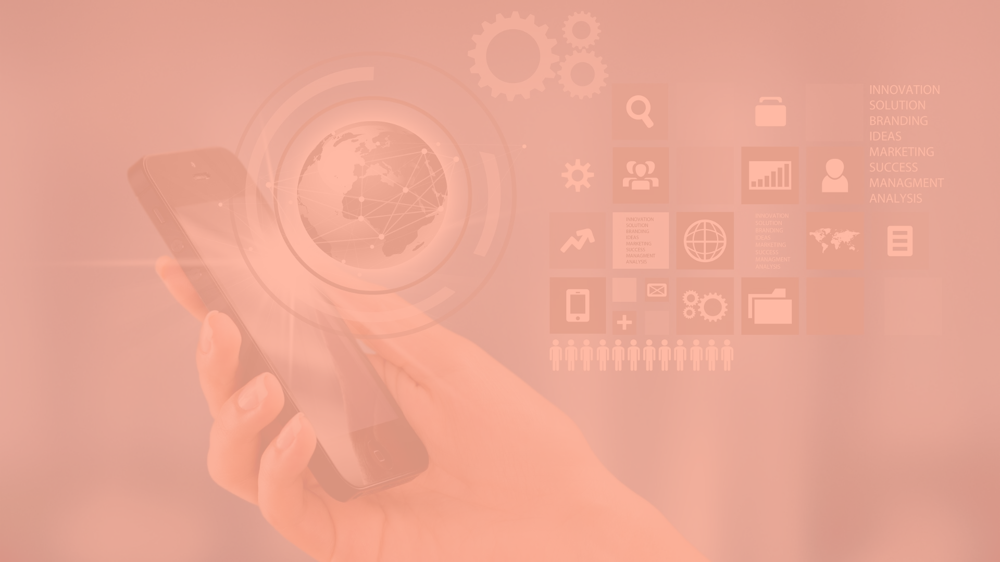 INNOVATION
SOLUTION
BRANDING
IDEAS
MARKETING
SUCCESS
MANAGMENT
ANALYSIS
INNOVATION
SOLUTION
BRANDING
IDEAS
MARKETING
SUCCESS
MANAGMENT
ANALYSIS
INNOVATION
SOLUTION
BRANDING
IDEAS
MARKETING
SUCCESS
MANAGMENT
ANALYSIS